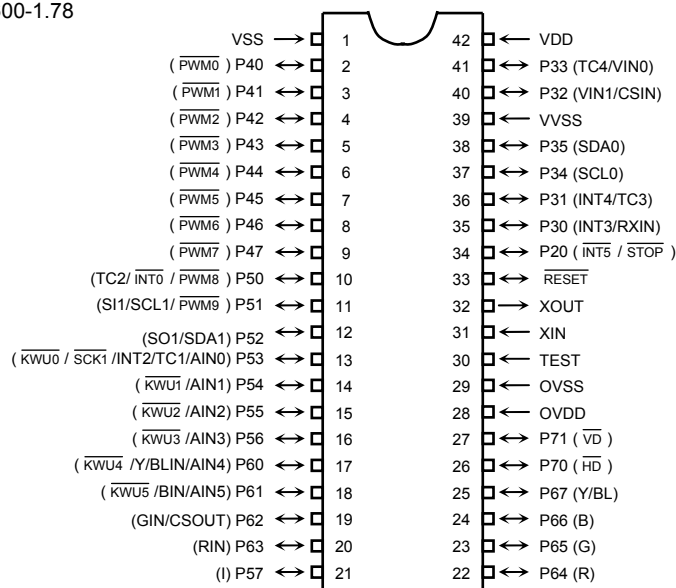 00-1.78
VSS 1 42 VDD
( PWM0 ) P40 2 41 P33 (TC4/VIN0)
( PWM1 ) P41 3 40 P32 (VIN1/CSIN)
( PWM2 ) P42 4 39 VVSS
( PWM3 ) P43 5 38 P35 (SDA0)
( PWM4 ) P44 6 37 P34 (SCL0)
( PWM5 ) P45 7 36 P31 (INT4/TC3)
( PWM6 ) P46 8 35 P30 (INT3/RXIN)
( PWM7 ) P47 9 34 P20 ( INT5 / STOP )
(TC2/ INT0 / PWM8 ) P50 10 33 RESET
(SI1/SCL1/ PWM9 ) P51 11 32 XOUT
(SO1/SDA1) P52 12 31 XIN
( KWU0 / SCK1 /INT2/TC1/AIN0) P53 13 30 TEST
( KWU1 /AIN1) P54 14 29 OVSS
( KWU2 /AIN2) P55 15 28 OVDD
( KWU3 /AIN3) P56 16 27 P71 ( VD )
( KWU4 /Y/BLIN/AIN4) P60 17 26 P70 ( HD )
( KWU5 /BIN/AIN5) P61 18 25 P67 (Y/BL)
(GIN/CSOUT) P62 19 24 P66 (B)
(RIN) P63 20 23 P65 (G)
(I) P57 21 22 P64 (R)